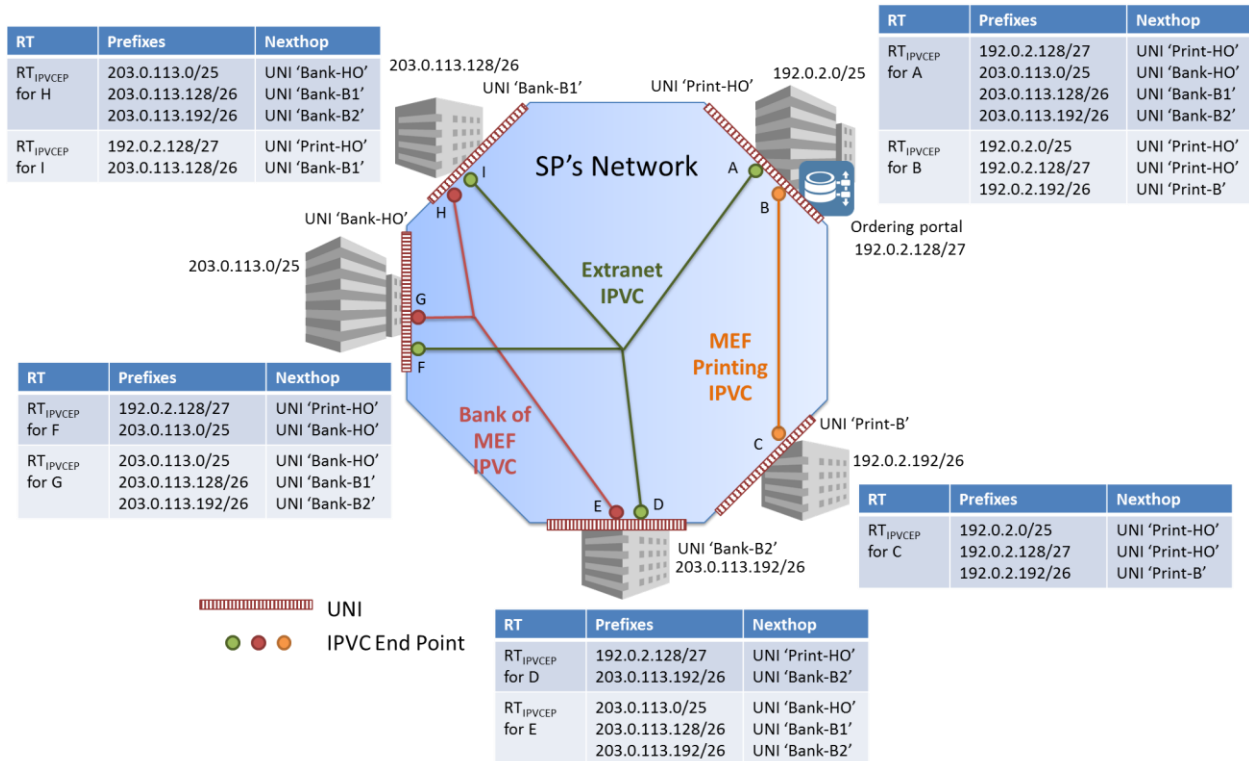 RT Prefixes Nexthop
RT_IPVCEP for H 203.0.113.0/25 UNI ‘Bank-HO’
203.0.113.128/26 UNI ‘Bank-B1’
203.0.113.192/26 UNI ‘Bank-B2’
RT_IPVCEP for I 192.0.2.128/27 UNI ‘Print-HO’
203.0.113.128/26 UNI ‘Bank-B1’
203.0.113.128/26
UNI ‘Bank-B1’
UNI ‘Print-HO’
192.0.2.0/25
RT Prefixes Nexthop
RT_IPVCEP for A 192.0.2.128/27 UNI ‘Print-HO’
203.0.113.0/25 UNI ‘Bank-HO’
203.0.113.128/26 UNI ‘Bank-B1’
203.0.113.192/26 UNI ‘Bank-B2’
RT_IPVCEP for B 192.0.2.0/25 UNI ‘Print-HO’
192.0.2.128/27 UNI ‘Print-HO’
192.0.2.192/26 UNI ‘Print-B’
SP’s Network
I
H
A
B
Ordering portal
192.0.2.128/27
UNI ‘Bank-HO’
203.0.113.0/25
G
F
Extranet
IPVC
MEF
Printing
IPVC
Bank of
MEF
IPVC
RT Prefixes Nexthop
RT_IPVCEP for F 192.0.2.128/27 UNI ‘Print-HO’
203.0.113.0/25 UNI ‘Bank-HO’
RT_IPVCEP for G 203.0.113.0/25 UNI ‘Bank-HO’
203.0.113.128/26 UNI ‘Bank-B1’
203.0.113.192/26 UNI ‘Bank-B2’
C
UNI ‘Print-B’
192.0.2.192/26
E
D
UNI ‘Bank-B2’
203.0.113.192/26
RT Prefixes Nexthop
RT_IPVCEP for C 192.0.2.0/25 UNI ‘Print-HO’
192.0.2.128/27 UNI ‘Print-HO’
192.0.2.192/26 UNI ‘Print-B’
UNI
IPVC End Point
RT Prefixes Nexthop
RT_IPVCEP for D 192.0.2.128/27 UNI ‘Print-HO’
203.0.113.192/26 UNI ‘Bank-B2’
RT_IPVCEP for E 203.0.113.0/25 UNI ‘Bank-HO’
203.0.113.128/26 UNI ‘Bank-B1’
203.0.113.192/26 UNI ‘Bank-B2’